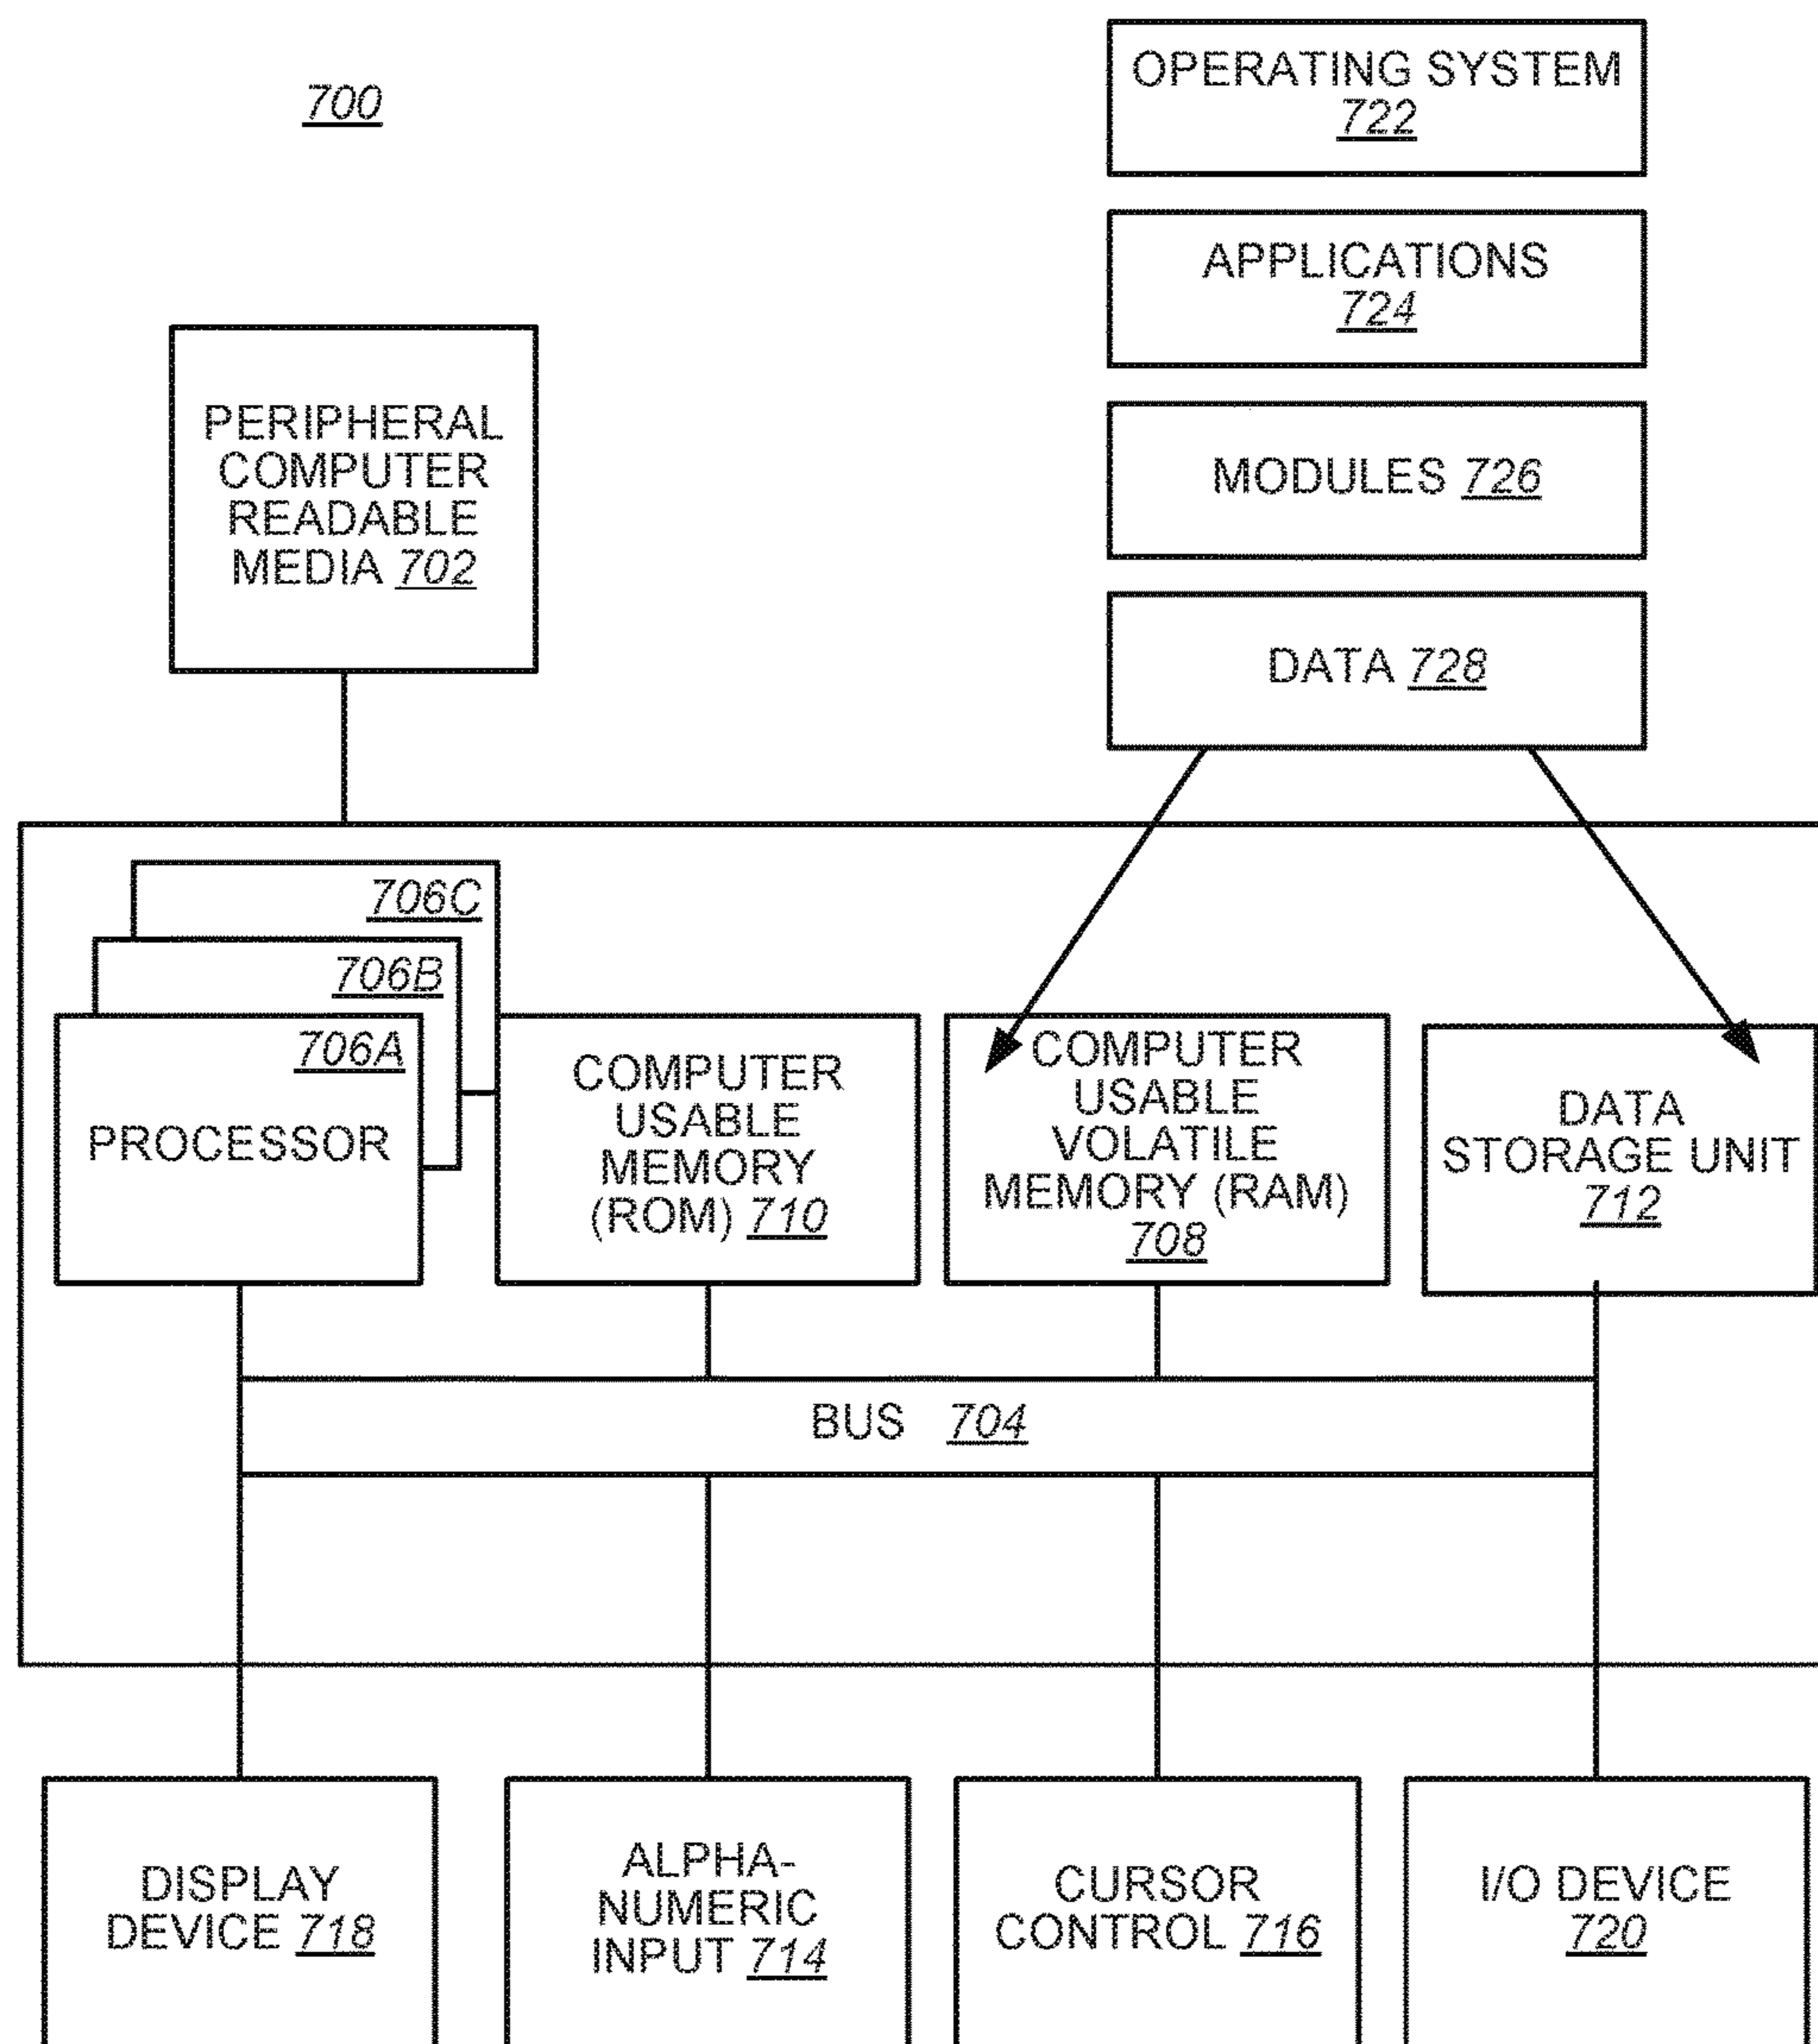 700
OPERATING SYSTEM
722
APPLICATIONS
724
PERIPHERAL
COMPUTER
READABLE
MEDIA 702
MODULES 726
DATA 728
706C
706B
706A
PROCESSOR
COMPUTER
USABLE
MEMORY
(ROM) 710
COMPUTER
USABLE
VOLATILE
MEMORY (RAM)
708
DATA
STORAGE UNIT
712
BUS 704
DISPLAY
DEVICE 718
ALPHA-
NUMERIC
INPUT 714
CURSOR
CONTROL 716
I/O DEVICE
720